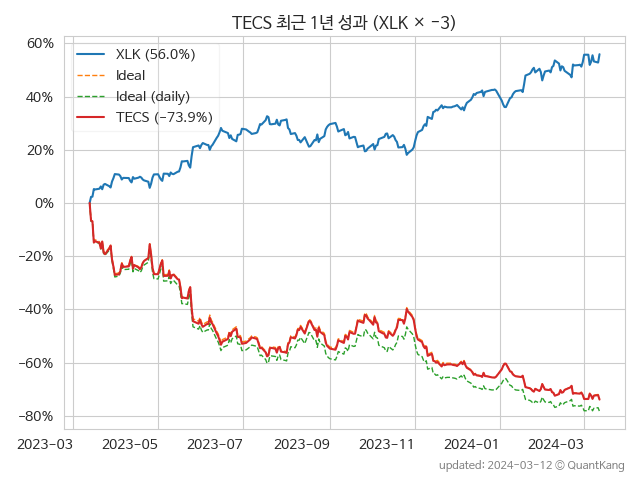 TECS 최근 1년 성과 (XLK × −3)
60%
40%
20%
0%
−20%
−40%
−60%
−80%
XLK (56.0%)
Ideal
Ideal (daily)
TECS (−73.9%)
2023−03 2023−05 2023−07 2023−09 2023−11 2024−01 2024−03
updated: 2024−03−12 © QuantKang